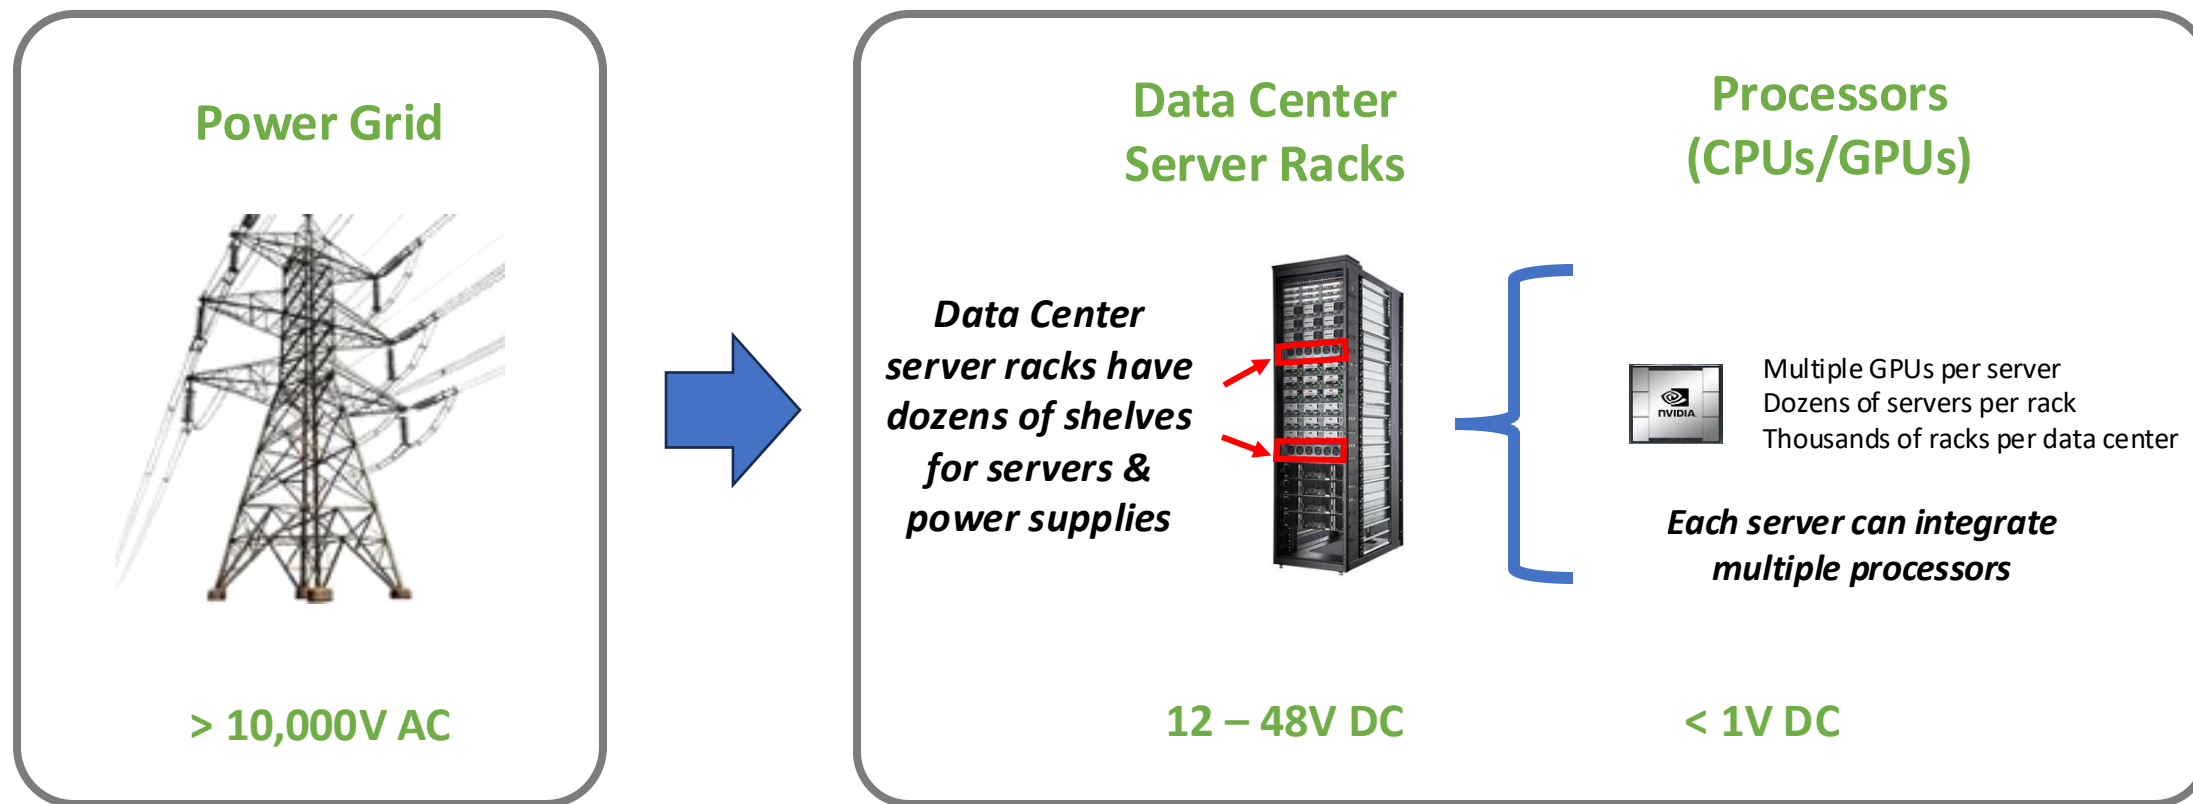 Power Grid
> 10,000V AC
Data Center
Server Racks
Data Center
server racks have
dozens of shelves
for servers &
power supplies
12 – 48V DC
Processors
(CPUs/GPUs)
NVIDIA
Multiple GPUs per server
Dozens of servers per rack
Thousands of racks per data center
Each server can integrate
multiple processors
< 1V DC